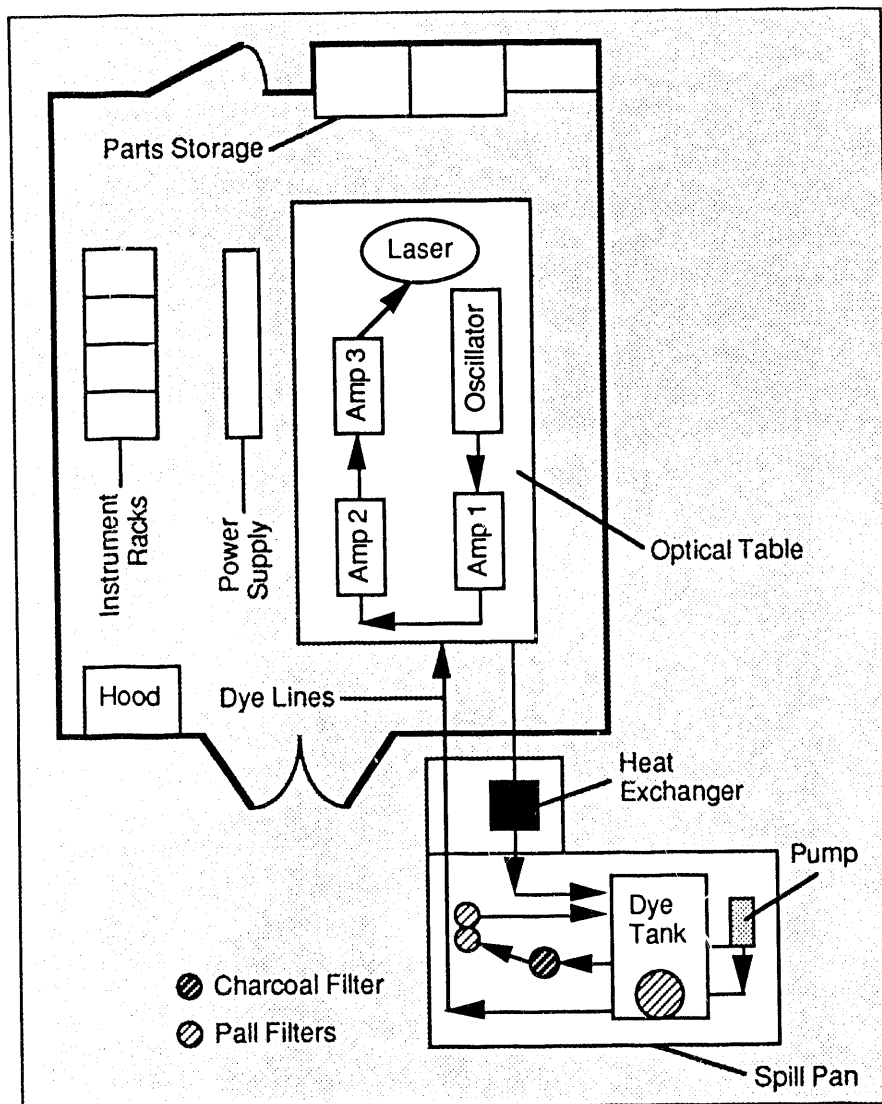 Parts Storage
Laser
Oscillator
Amp 3
Amp 2
Amp 1
Instrument
Racks
Power
Supply
Optical Table
Hood
Dye Lines
Heat
Exchanger
Pump
Dye
Tank
Charcoal Filter
Pall Filters
Spill Pan